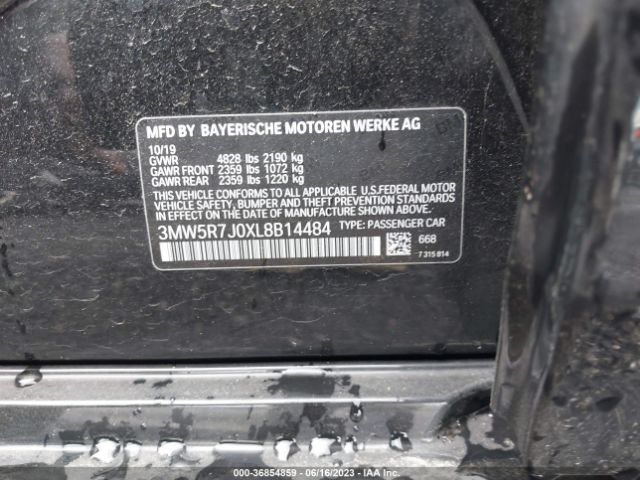 MFD BY BAYERISCHE MOTOREN WERKE AG
10/19
GVWR 4828 lbs 2190 kg
GAWR FRONT 2359 lbs 1072 kg
GAWR REAR 2359 lbs 1220 kg
THIS VEHICLE CONFORMS TO ALL APPLICABLE U.S.FEDERAL MOTOR
VEHICLE SAFETY, BUMPER AND THEFT PREVENTION STANDARDS
IN EFFECT ON THE DATE OF MANUFACTURE SHOWN ABOVE.
3MW5R7J0XL8B14484 TYPE: PASSENGER CAR
668
7 315 814
000-36854859 - 06/16/2023 - IAA Inc.